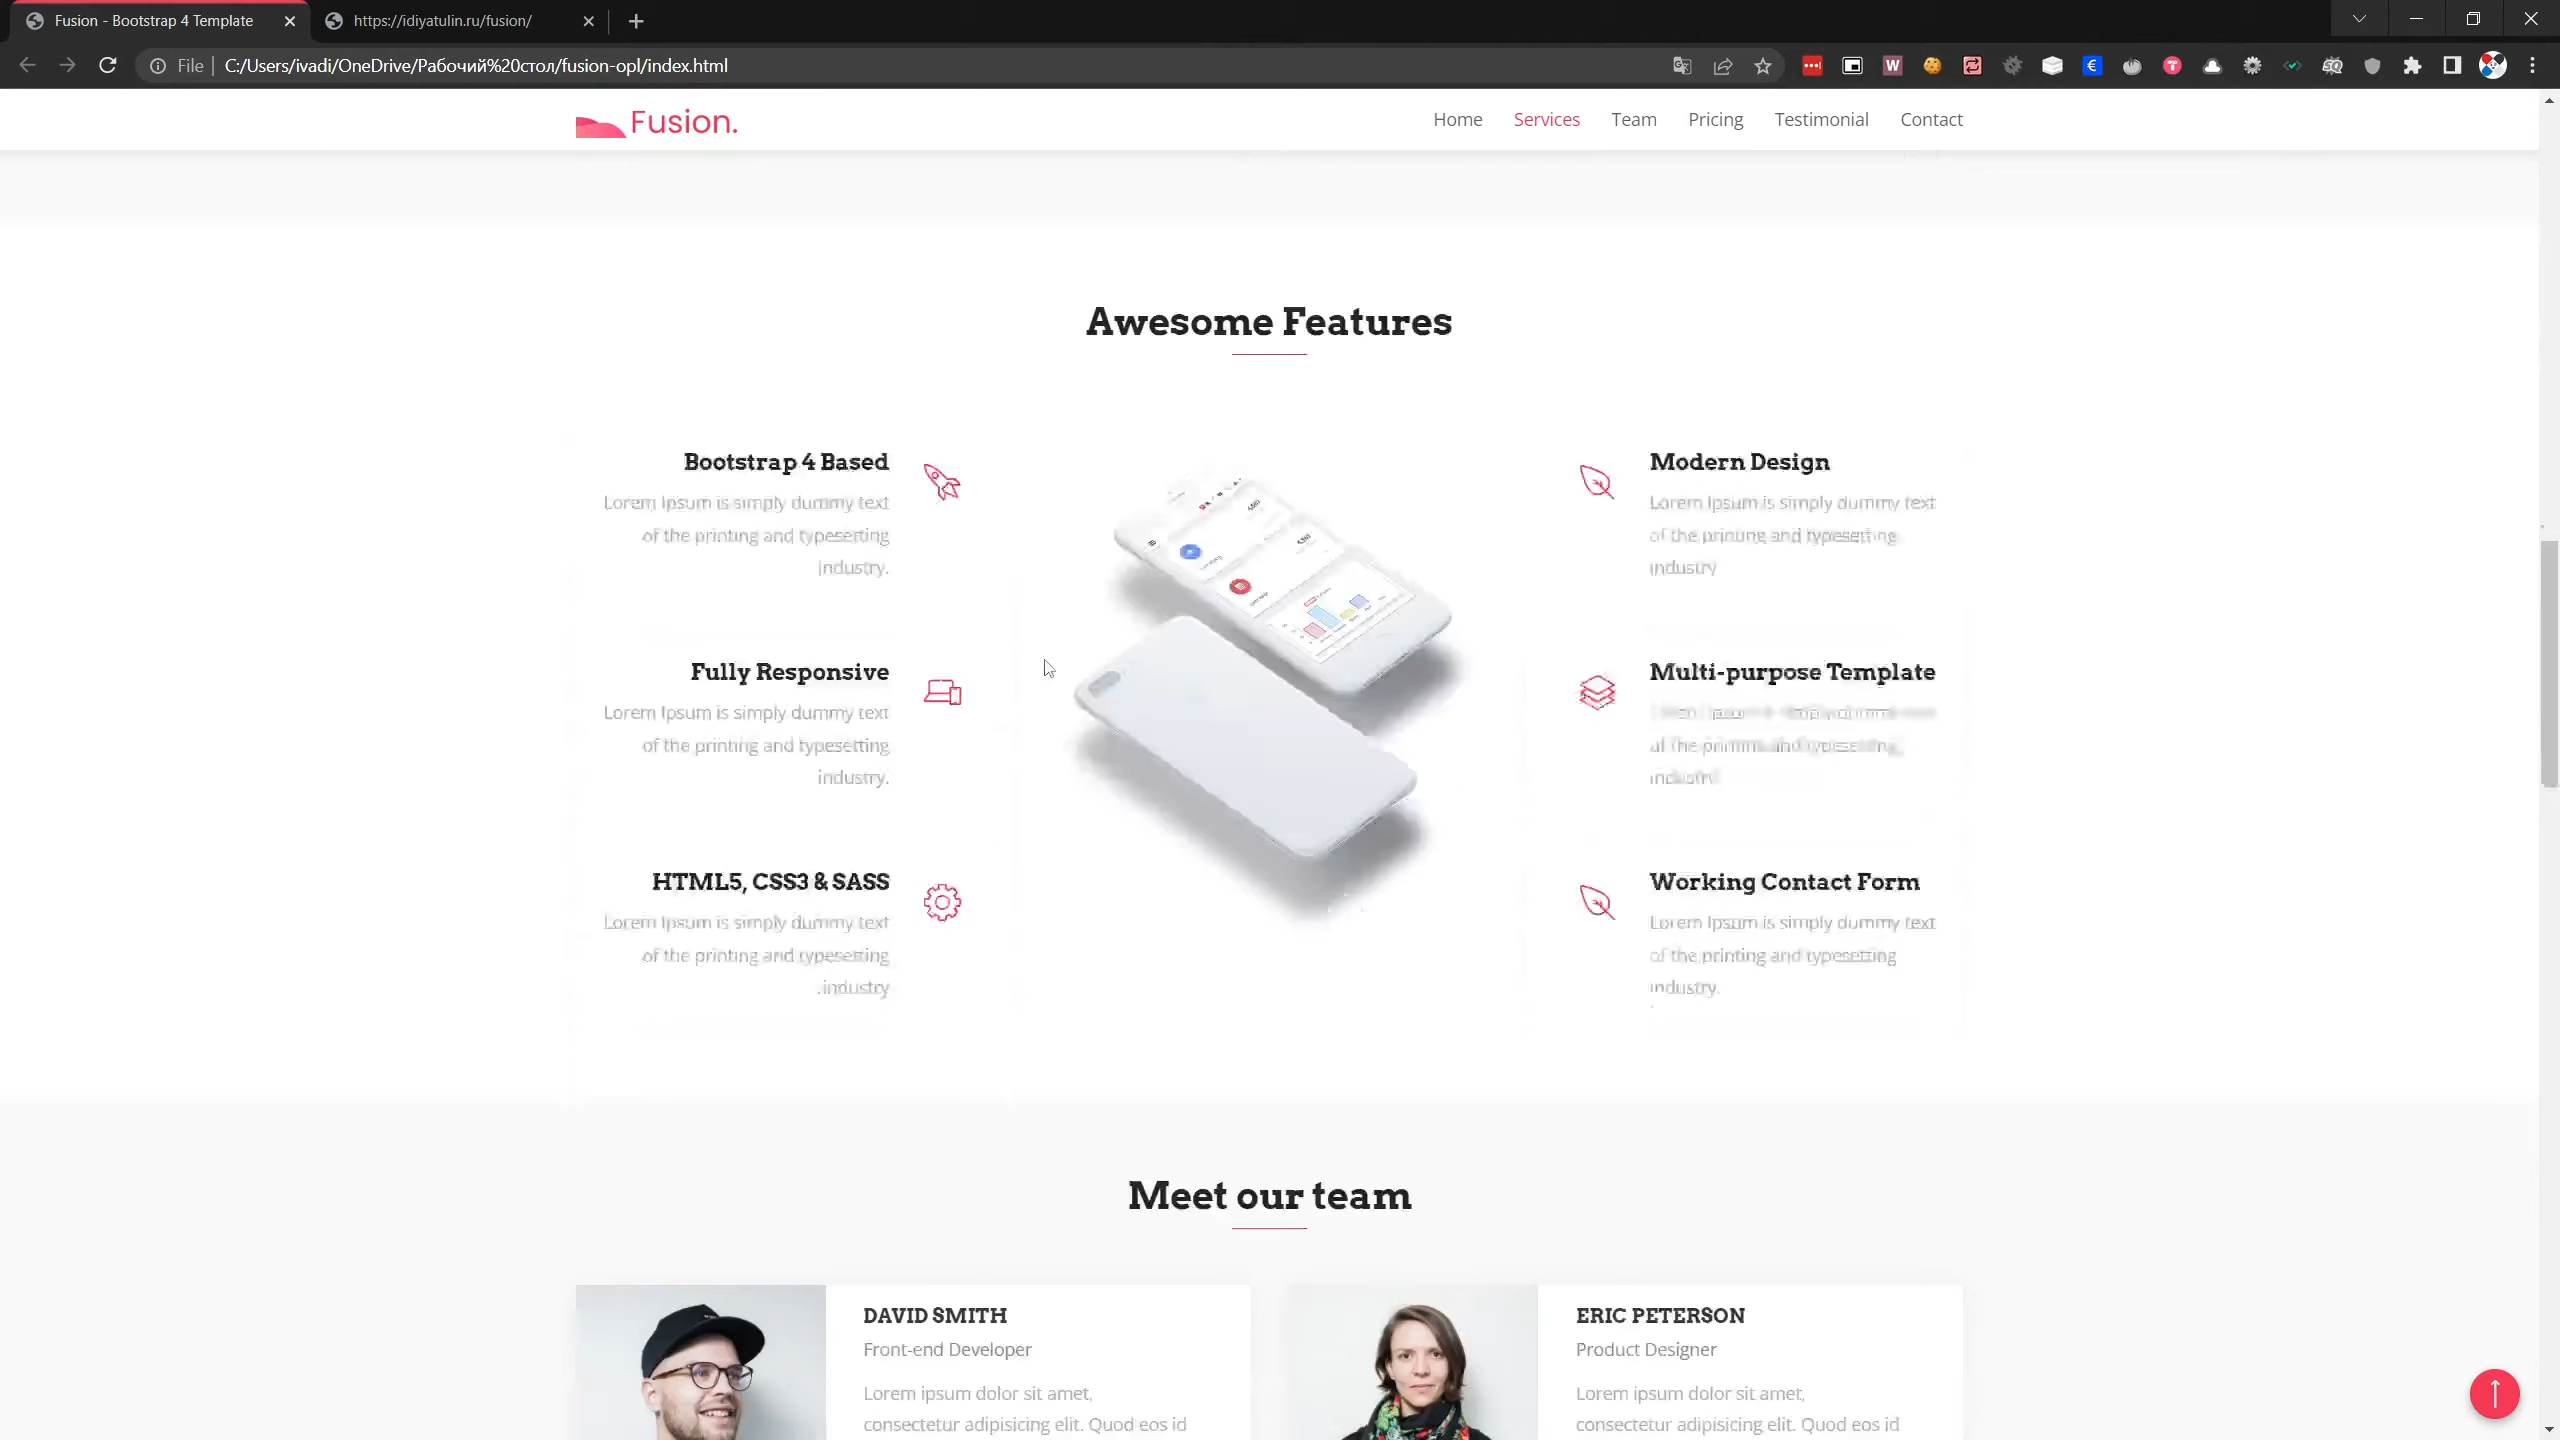 Fusion - Bootstrap 4 Template
https://idiyatulin.ru/fusion/
File
C:/Users/ivadi/OneDrive/Рабочий%20стол/fusion-opl/index.html
Fusion.
Home
Services
Team
Pricing
Testimonial
Contact
Awesome Features
Bootstrap 4 Based
Lorem Ipsum is simply dummy text
of the printing and typesetting
industry.
Fully Responsive
Lorem Ipsum is simply dummy text
of the printing and typesetting
industry.
HTML5, CSS3 & SASS
Lorem Ipsum is simply dummy text
of the printing and typesetting
.industry
Modern Design
Lorem Ipsum is simply dummy text
of the printing and typesetting
industry
Multi-purpose Template
of the printing and typesetting
industry
Working Contact Form
Lorem Ipsum is simply dummy text
of the printing and typesetting
industry.
Meet our team
DAVID SMITH
Front-end Developer
Lorem ipsum dolor sit amet,
consectetur adipisicing elit. Quod eos id
ERIC PETERSON
Product Designer
Lorem ipsum dolor sit amet,
consectetur adipisicing elit. Quod eos id